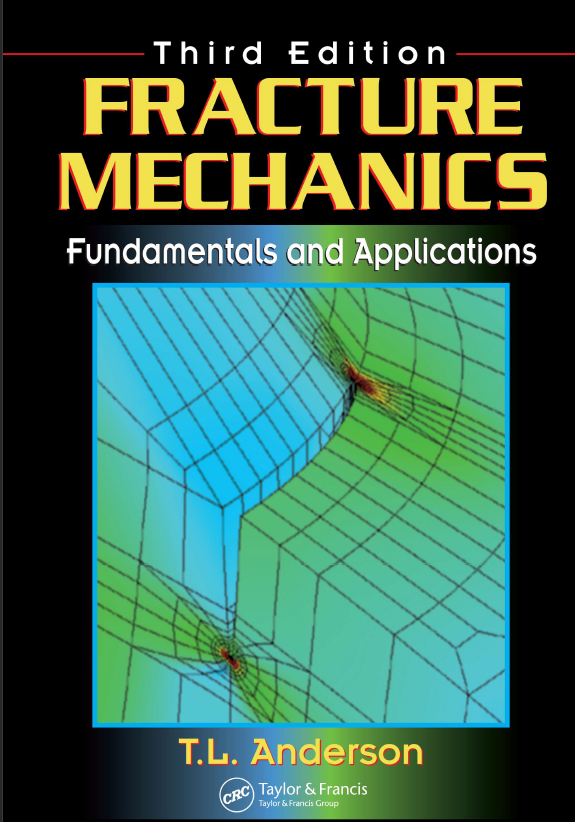 Third Edition
FRACTURE
MECHANICS
Fundamentals and Applications
T.L. Anderson
CRC Taylor & Francis
Taylor & Francis Group